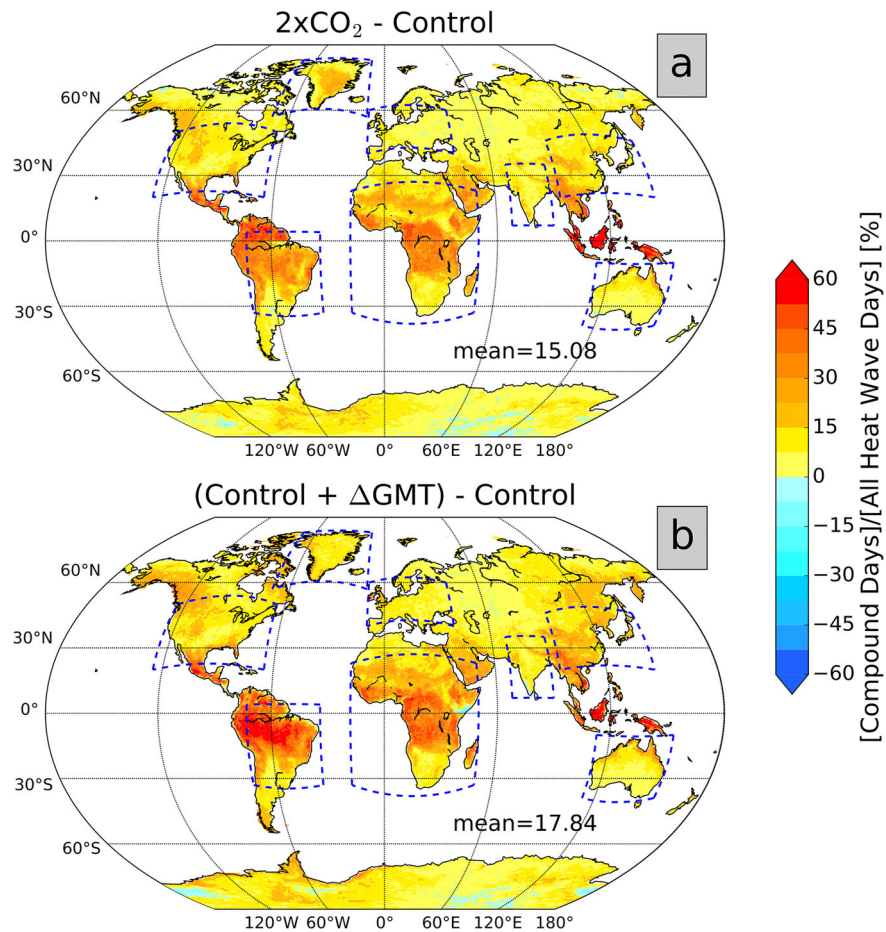 2xCO₂ - Control
a
60°N
30°N
0°
30°S
60°S
mean=15.08
120°W 60°W 0° 60°E 120°E 180°
(Control + ΔGMT) - Control
b
60°N
30°N
0°
30°S
60°S
mean=17.84
120°W 60°W 0° 60°E 120°E 180°
60
45
30
15
0
−15
−30
−45
−60
[Compound Days]/[All Heat Wave Days] [%]